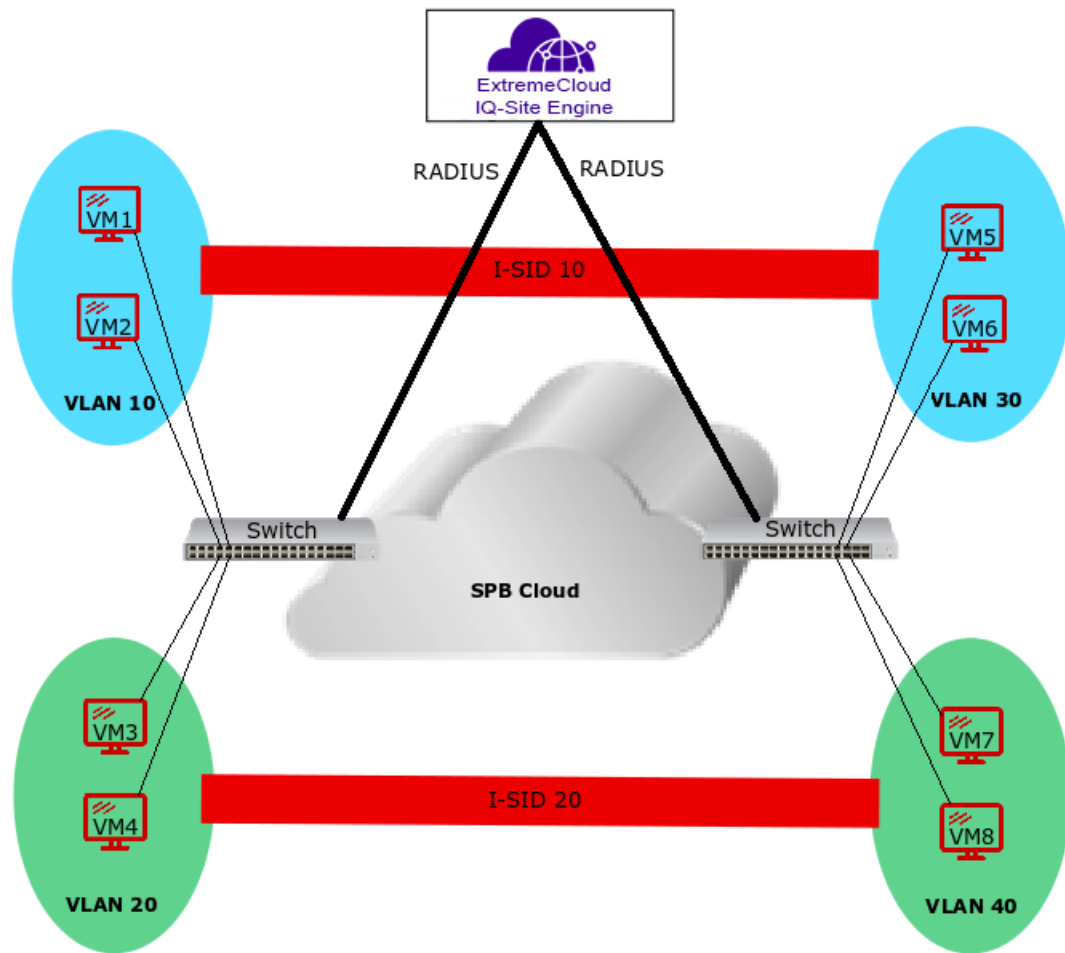 ExtremeCloud
IQ-Site Engine
RADIUS
RADIUS
VM1
VM5
I-SID 10
VM2
VM6
VLAN 10
VLAN 30
Switch
Switch
SPB Cloud
VM3
VM7
I-SID 20
VM4
VM8
VLAN 20
VLAN 40